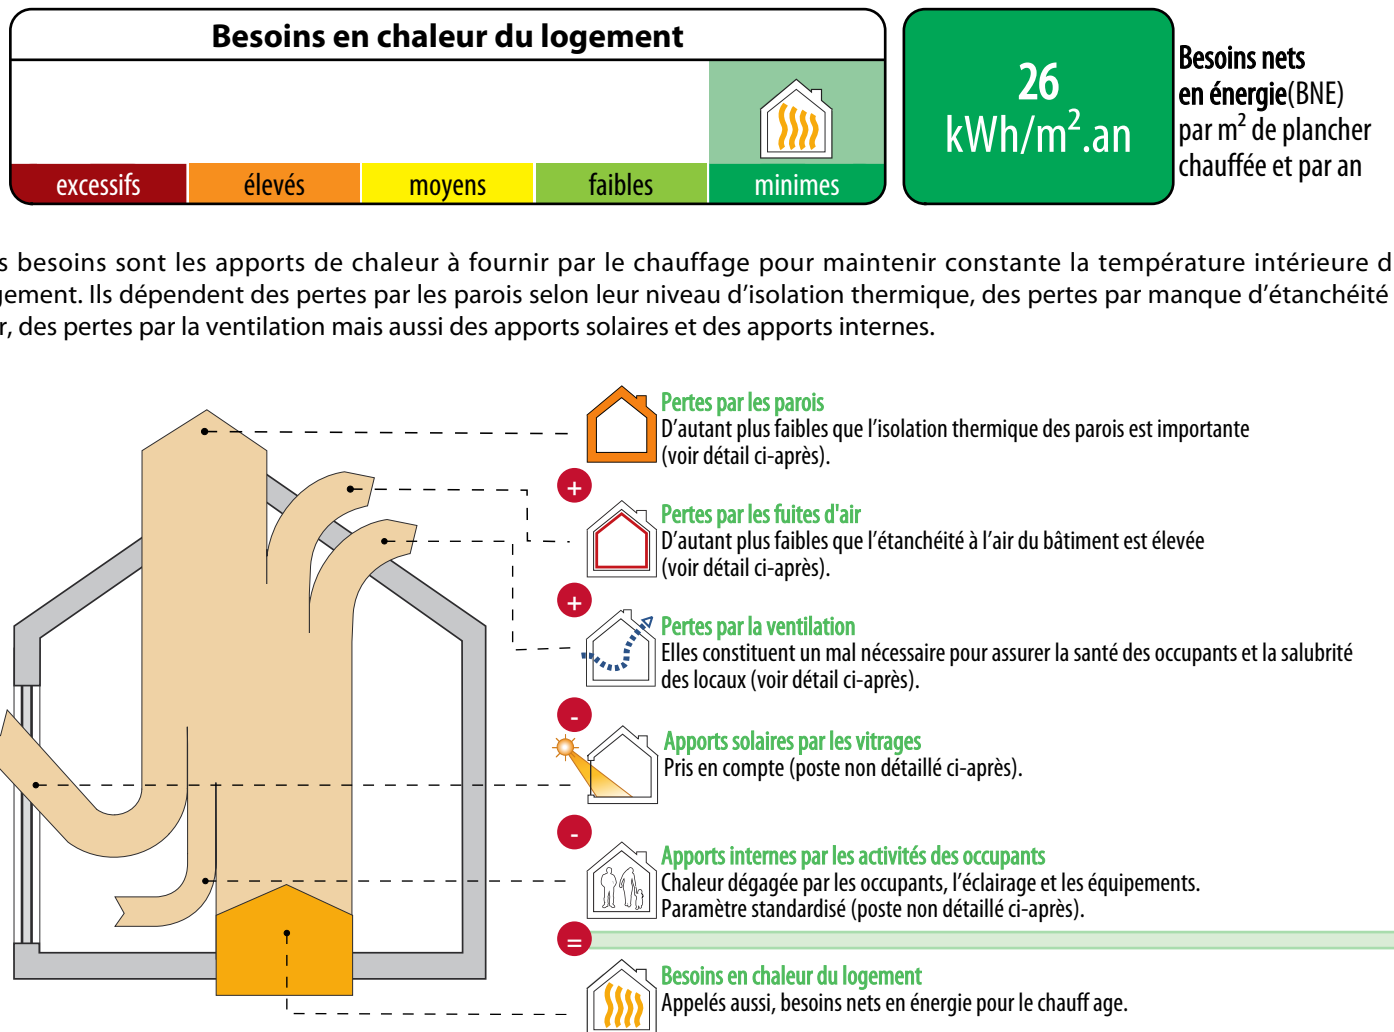 Besoins en chaleur du logement
excessifs élevés moyens faibles minimes
26
kWh/m².an
Besoins nets
en énergie(BNE)
par m² de plancher
chauffée et par an
s besoins sont les apports de chaleur à fournir par le chauffage pour maintenir constante la température intérieure d
gement. Ils dépendent des pertes par les parois selon leur niveau d’isolation thermique, des pertes par manque d’étanchéité
r, des pertes par la ventilation mais aussi des apports solaires et des apports internes.
Pertes par les parois
D’autant plus faibles que l’isolation thermique des parois est importante
(voir détail ci-après).
+
Pertes par les fuites d'air
D’autant plus faibles que l’étanchéité à l’air du bâtiment est élevée
(voir détail ci-après).
+
Pertes par la ventilation
Elles constituent un mal nécessaire pour assurer la santé des occupants et la salubrité
des locaux (voir détail ci-après).
-
Apports solaires par les vitrages
Pris en compte (poste non détaillé ci-après).
-
Apports internes par les activités des occupants
Chaleur dégagée par les occupants, l’éclairage et les équipements.
Paramètre standardisé (poste non détaillé ci-après).
=
Besoins en chaleur du logement
Appelés aussi, besoins nets en énergie pour le chauff age.